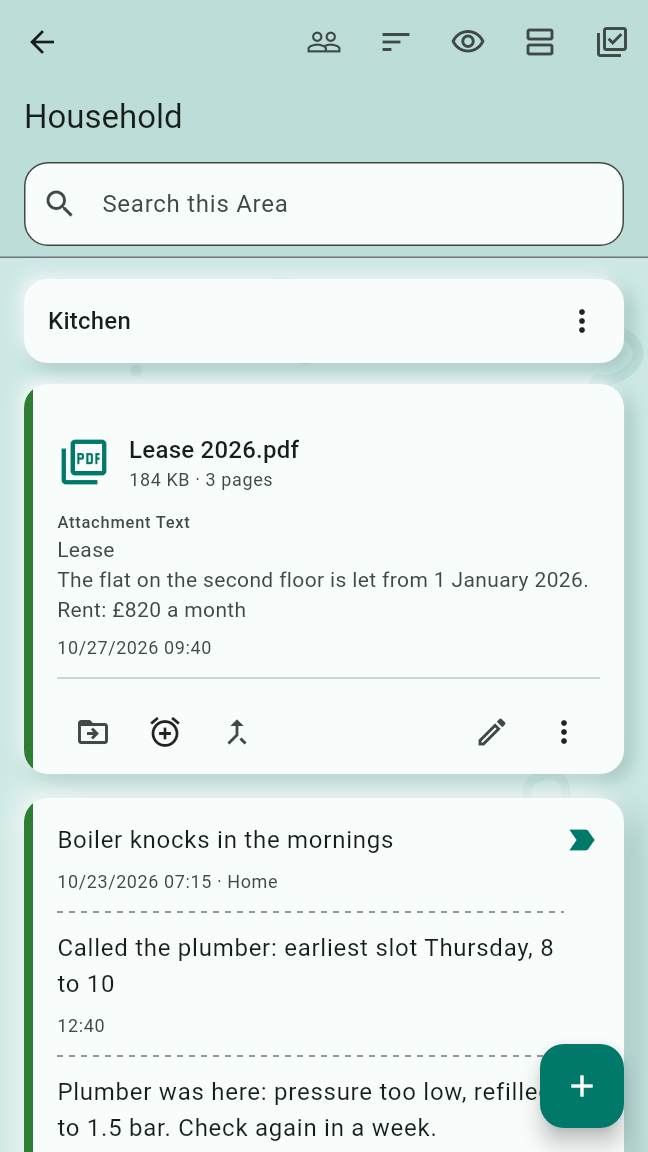 Household
Search this Area
Kitchen
PDF
Lease 2026.pdf
184 KB · 3 pages
Attachment Text
Lease
The flat on the second floor is let from 1 January 2026.
Rent: £820 a month
10/27/2026 09:40
Boiler knocks in the mornings
10/23/2026 07:15 · Home
Called the plumber: earliest slot Thursday, 8
to 10
12:40
Plumber was here: pressure too low, refille
to 1.5 bar. Check again in a week.